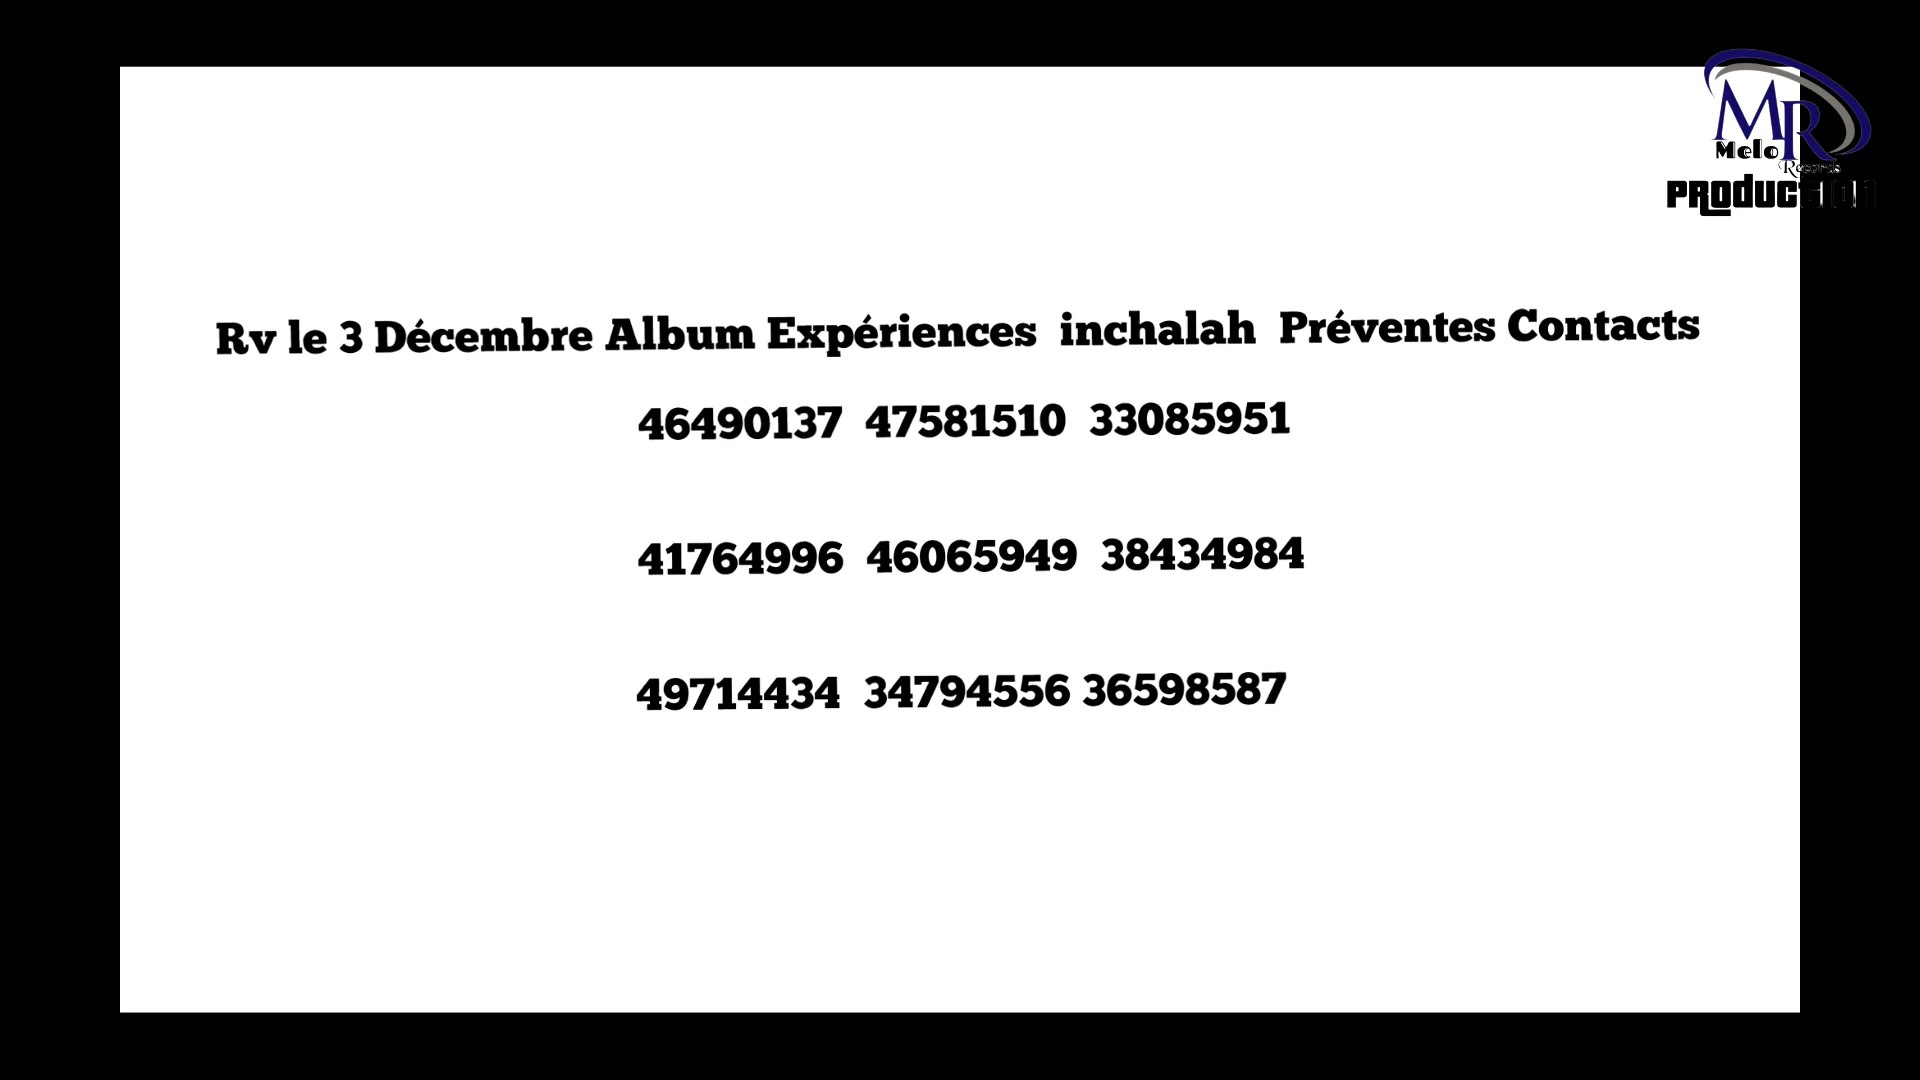 MR
Melo
Records
PRODUCTION
Rv le 3 Décembre Album Expériences inchalah Préventes Contacts
46490137 47581510 33085951
41764996 46065949 38434984
49714434 34794556 36598587